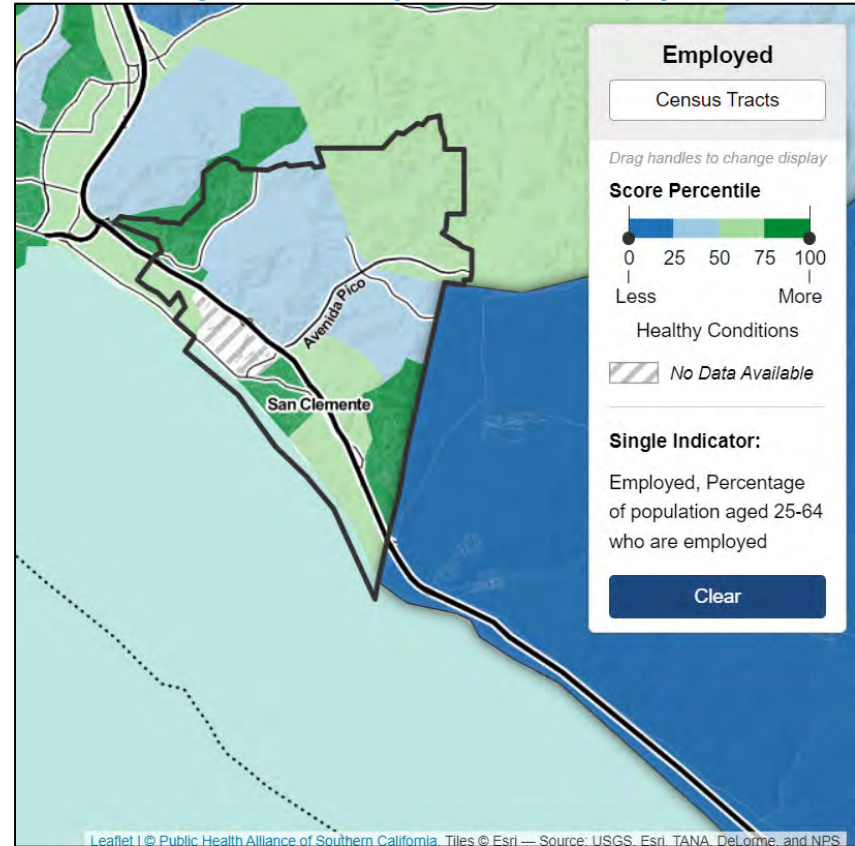 Employed
Census Tracts
Drag handles to change display
Score Percentile
0 25 50 75 100
Less More
Healthy Conditions
No Data Available
Single Indicator:
Employed, Percentage
of population aged 25-64
who are employed
Clear
Avenida Pico
San Clemente
Leaflet | © Public Health Alliance of Southern California, Tiles © Esri — Source: USGS, Esri, TANA, DeLorme, and NPS